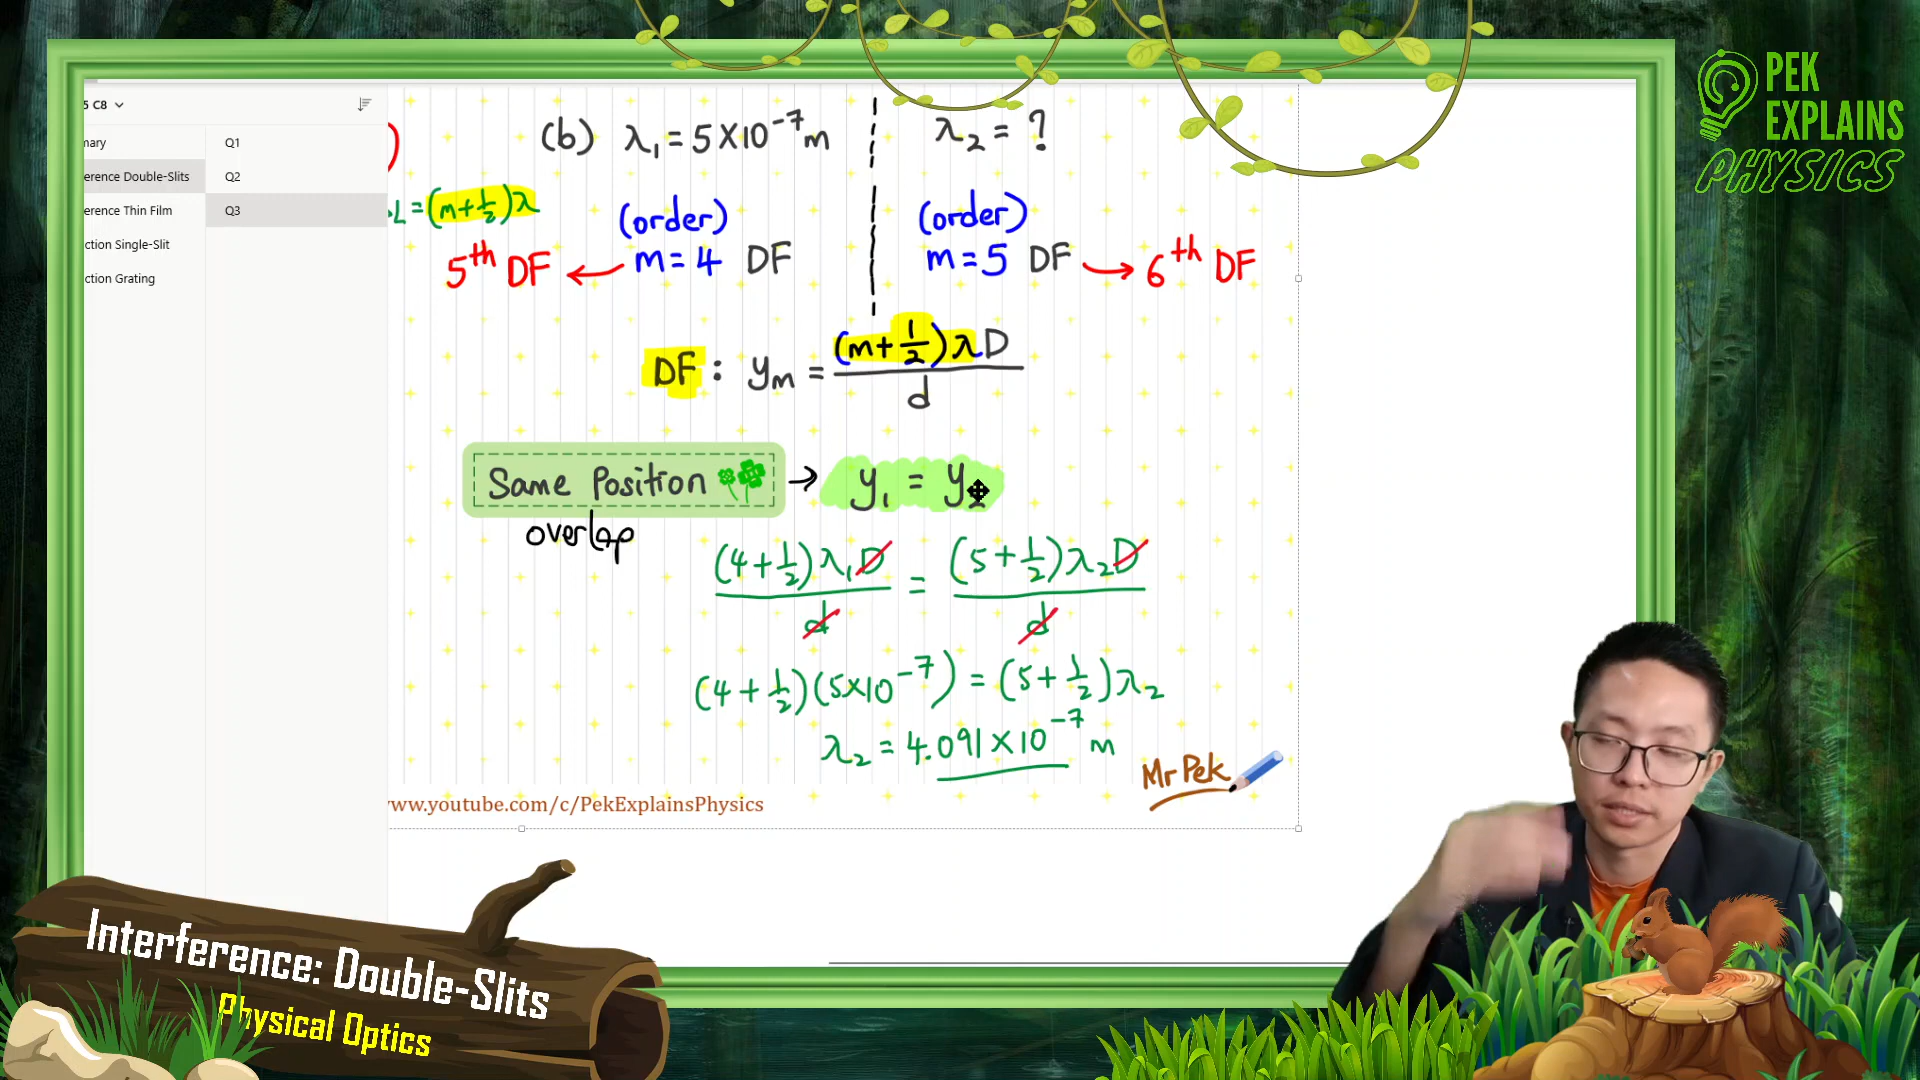 PEK
EXPLAINS
PHYSICS
5 C8
Q1
erence Double-Slits
Q2
erence Thin Film
Q3
ction Single-Slit
ction Grating
(b) λ₁ = 5×10⁻⁷ m
λ₂ = ?
L = (m+½)λ
(order)
m = 4 DF
5th DF
(order)
m = 5 DF
6th DF
DF : yₘ = (m+½)λD / d
Same Position → y₁ = y₂
overlap
(4+½)λ₁D / d = (5+½)λ₂D / d
(4+½)(5×10⁻⁷) = (5+½)λ₂
λ₂ = 4.091×10⁻⁷ m
Mr Pek
www.youtube.com/c/PekExplainsPhysics
Interference: Double-Slits
Physical Optics